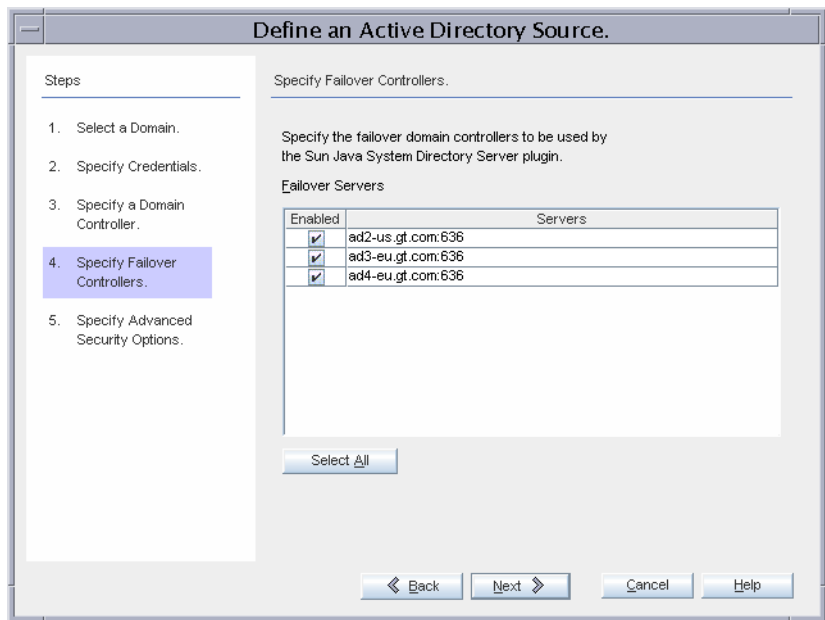 Define an Active Directory Source.
Steps
1. Select a Domain.
2. Specify Credentials.
3. Specify a Domain
Controller.
4. Specify Failover
Controllers.
5. Specify Advanced
Security Options.
Specify Failover Controllers.
Specify the failover domain controllers to be used by
the Sun Java System Directory Server plugin.
Failover Servers
Enabled Servers
ad2-us.gt.com:636
ad3-eu.gt.com:636
ad4-eu.gt.com:636
Select All
Back Next Cancel Help